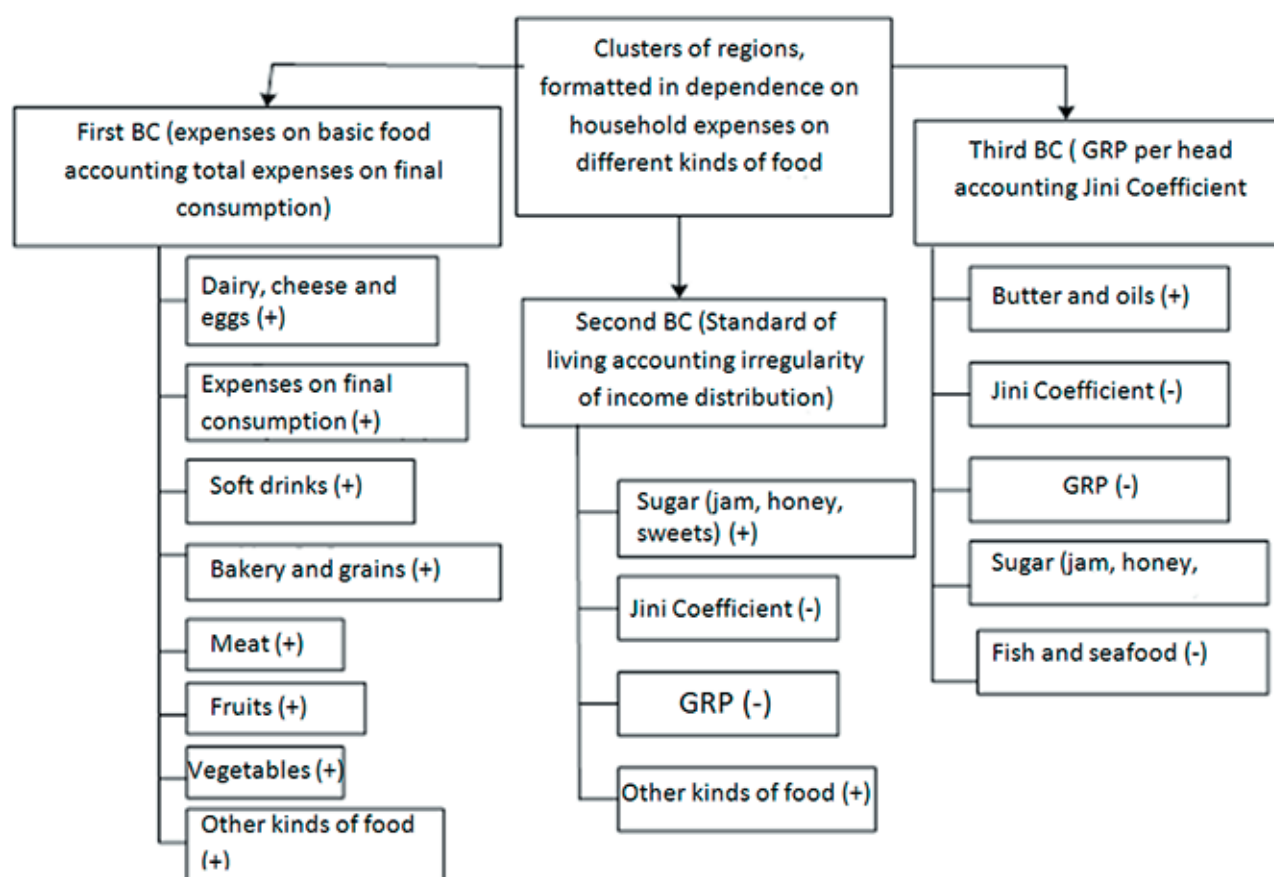 Clusters of regions,
formatted in dependence on
household expenses on
different kinds of food
First BC (expenses on basic food
accounting total expenses on final
consumption)
Dairy, cheese and
eggs (+)
Expenses on final
consumption (+)
Soft drinks (+)
Bakery and grains (+)
Meat (+)
Fruits (+)
Vegetables (+)
Other kinds of food
(+)
Second BC (Standard of
living accounting irregularity
of income distribution)
Sugar (jam, honey,
sweets) (+)
Jini Coefficient (-)
GRP (-)
Other kinds of food (+)
Third BC ( GRP per head
accounting Jini Coefficient
Butter and oils (+)
Jini Coefficient (-)
GRP (-)
Sugar (jam, honey,
Fish and seafood (-)